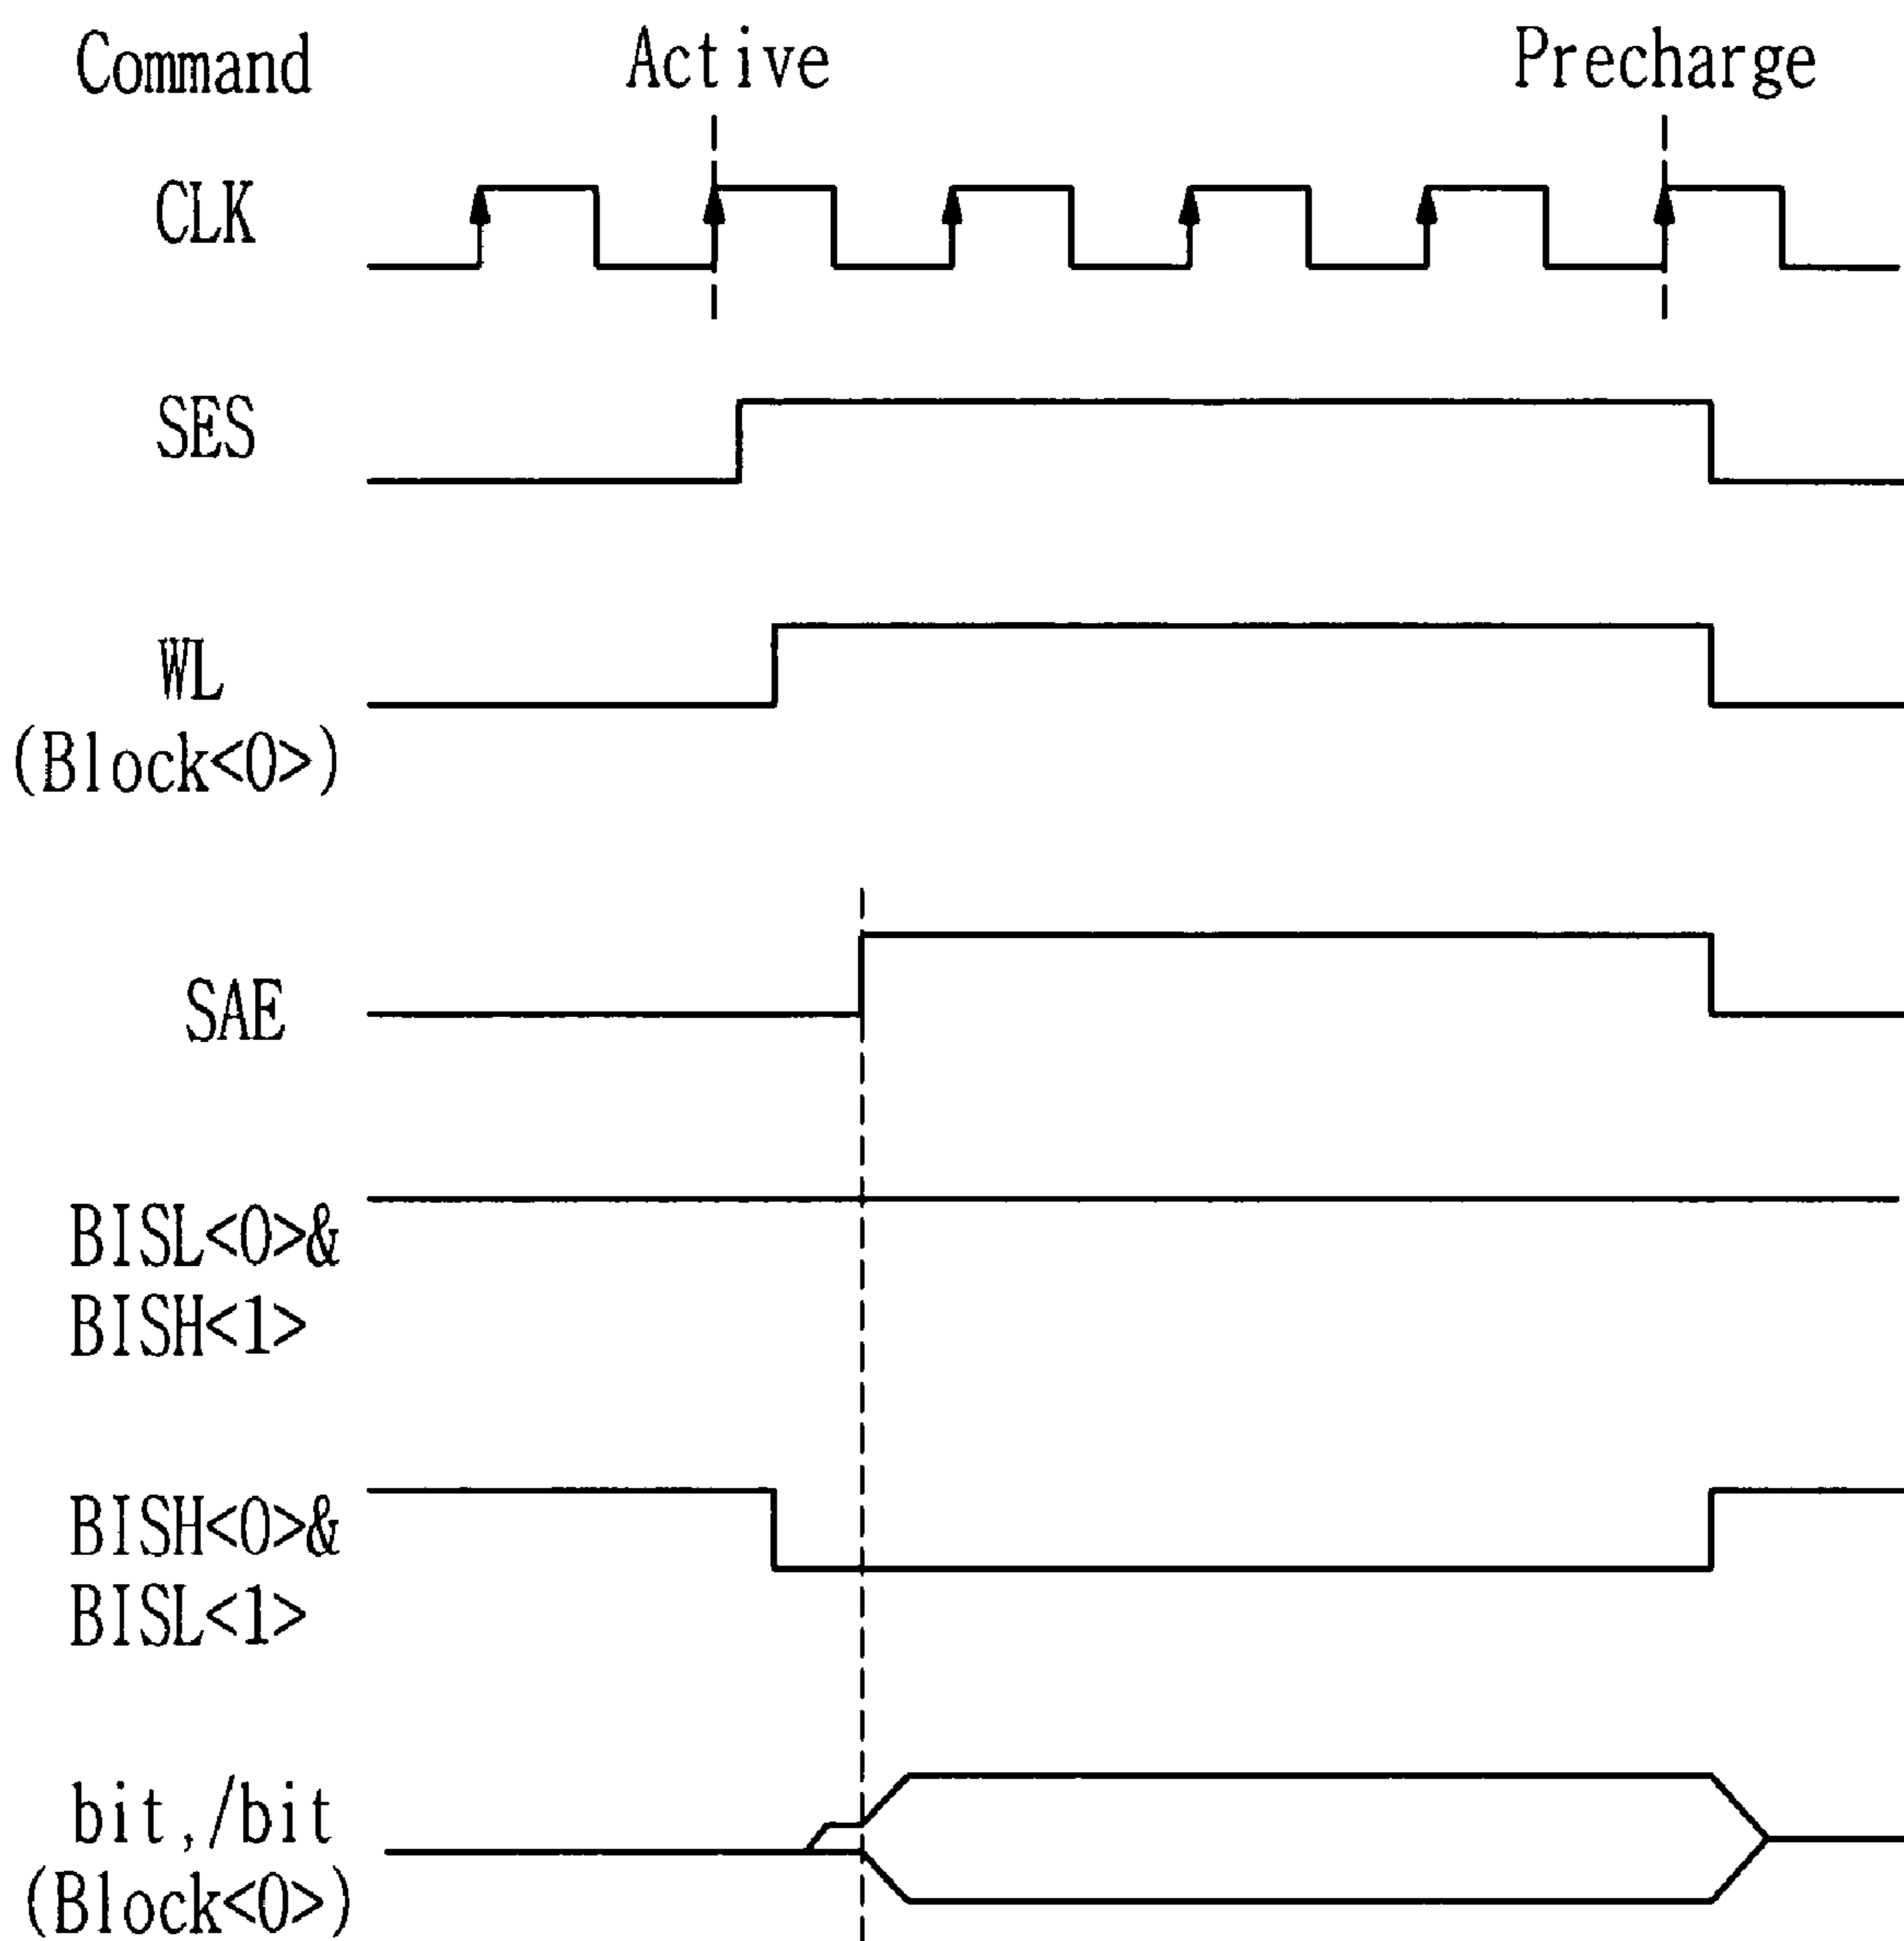 Command Active Precharge
CLK
SES
WL
(Block<0>)
SAE
BISL<0>&
BISH<1>
BISH<0>&
BISL<1>
bit,/bit
(Block<0>)